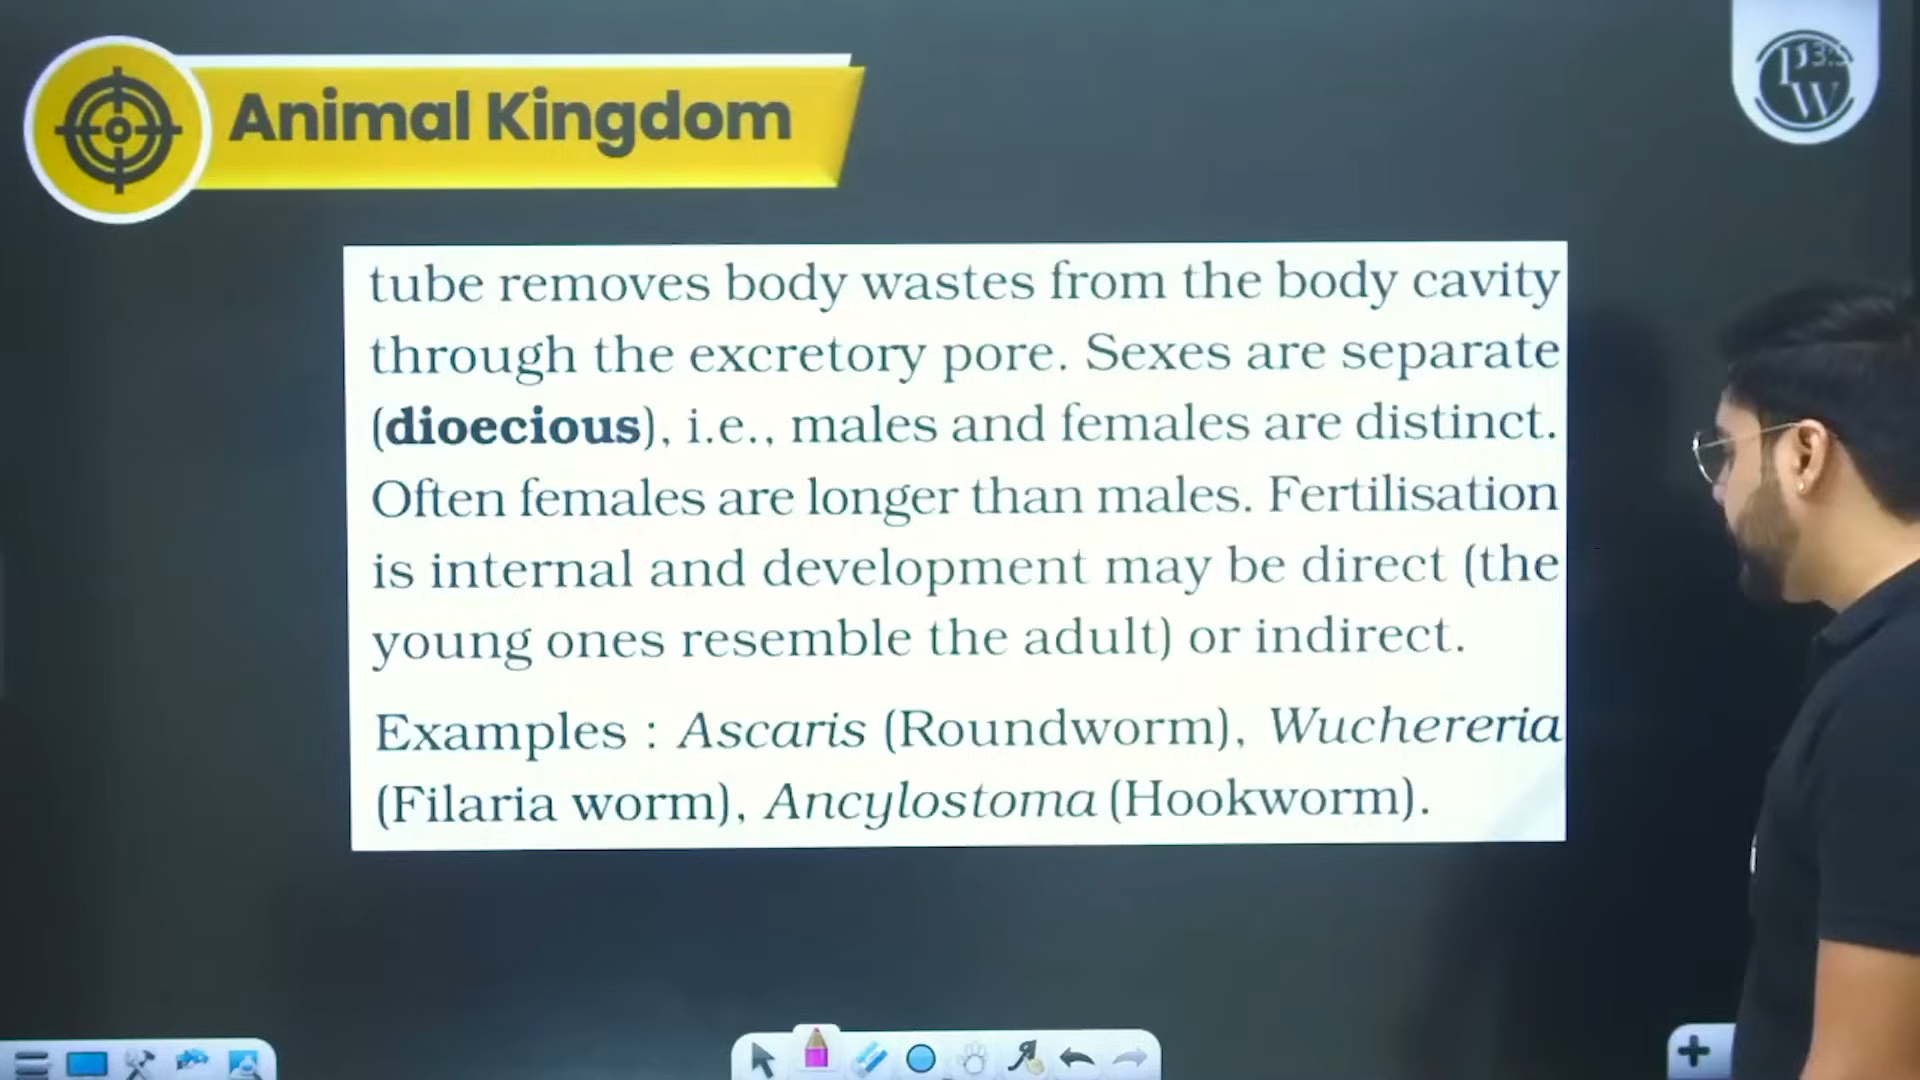 Animal Kingdom
PW
tube removes body wastes from the body cavity
through the excretory pore. Sexes are separate
(dioecious), i.e., males and females are distinct.
Often females are longer than males. Fertilisation
is internal and development may be direct (the
young ones resemble the adult) or indirect.
Examples : Ascaris (Roundworm), Wuchereria
(Filaria worm), Ancylostoma (Hookworm).